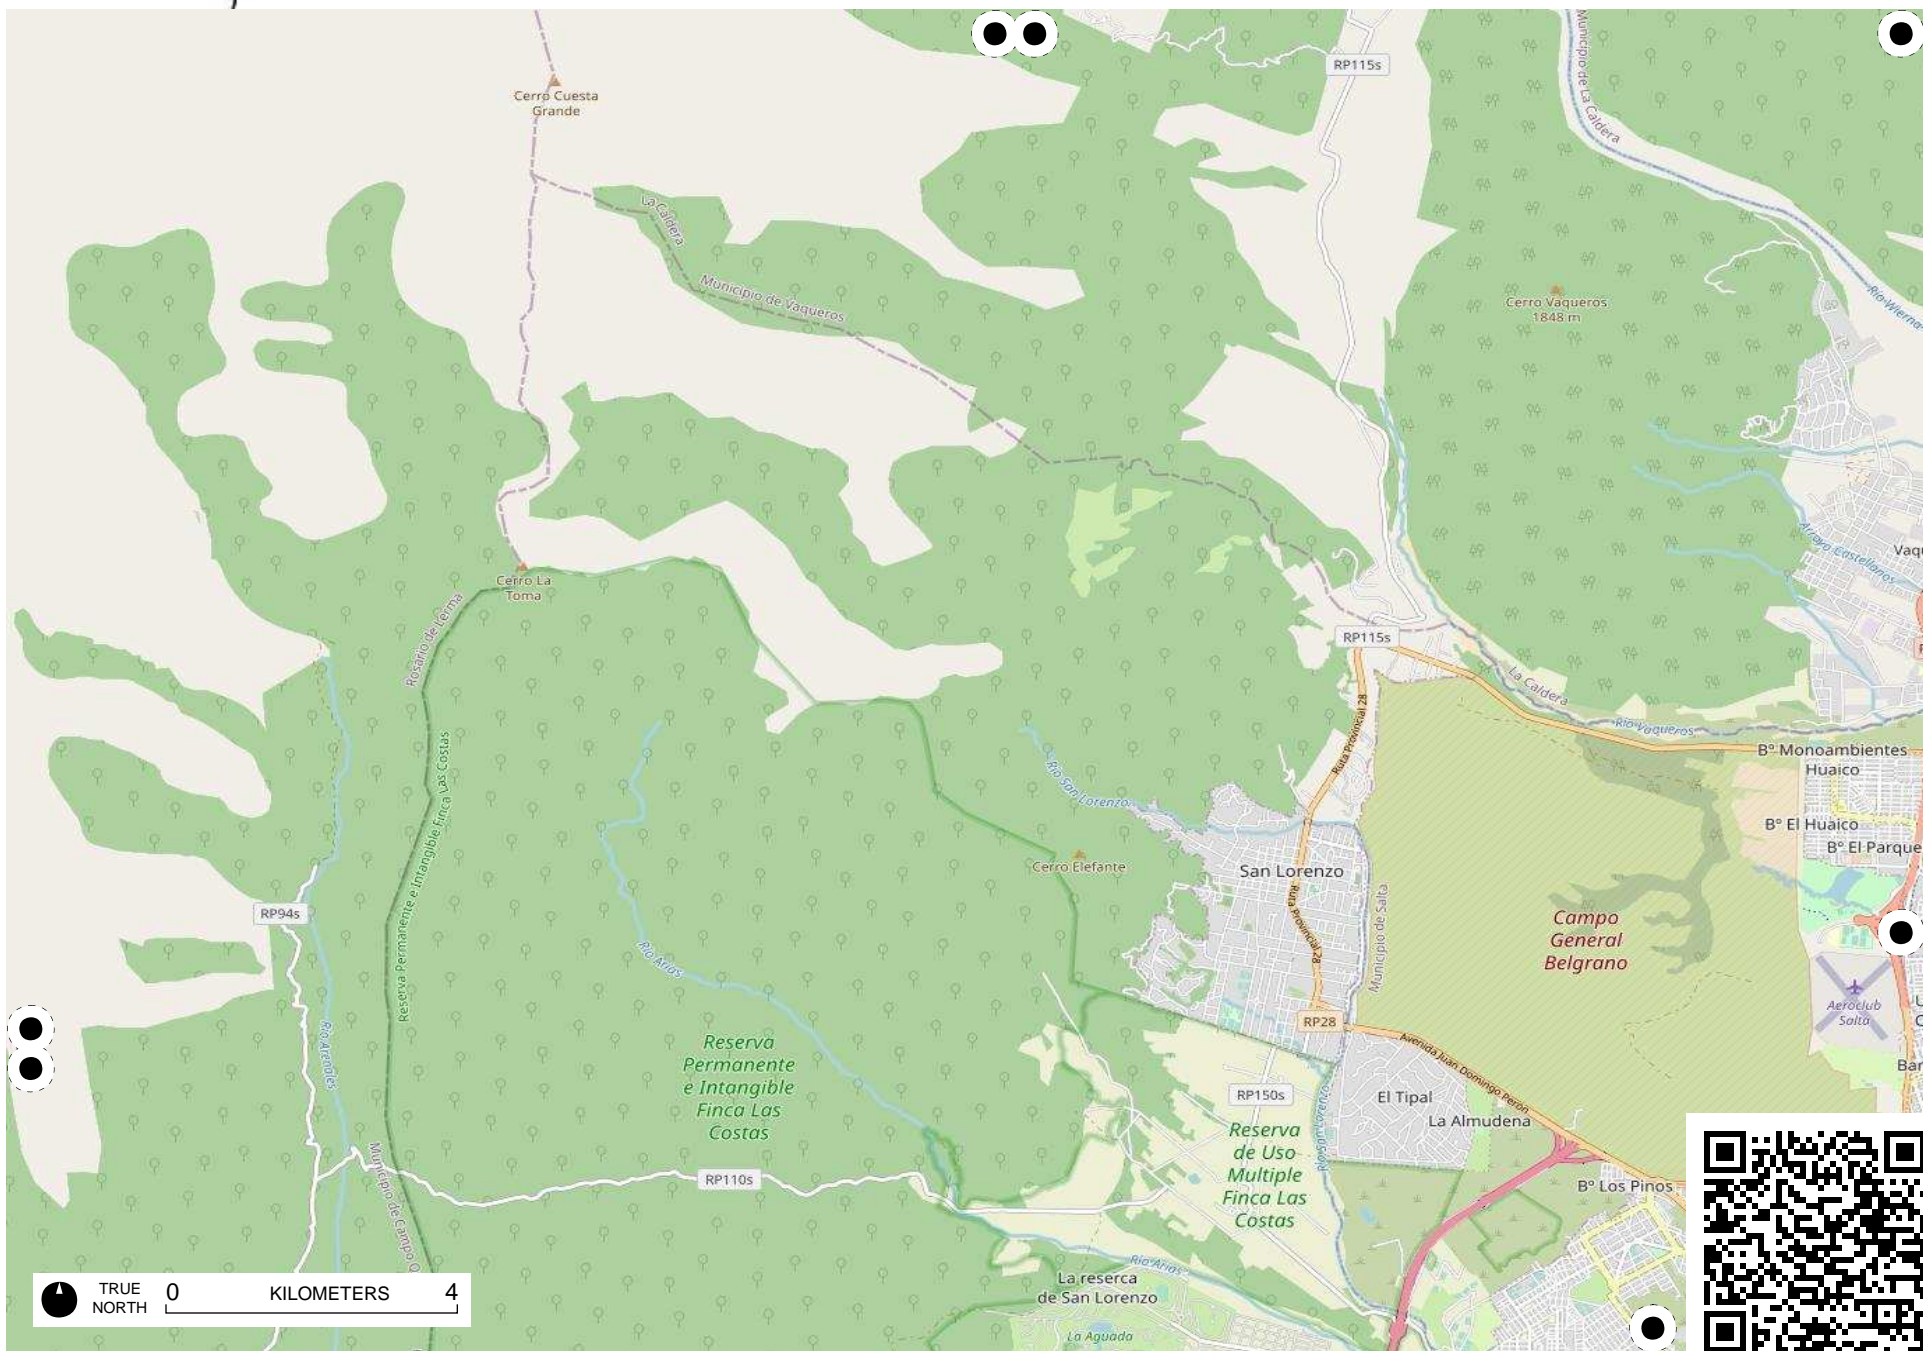 RP115s
Municipio de La Caldera
Cerro Cuesta
Grande
La Caldera
Municipio de Vaqueros
Cerro Vaqueros
1848 m
Río Wierna
Arroyo Castellanos
Cerro La
Toma
Rosario de Lerma
RP115s
La Caldera
Río Vaqueros
Ruta Provincial 28
Bº Monoambientes
Huaico
Río San Lorenzo
Bº El Huaico
Bº El Parque
Reserva Permanente e Intangible Finca Las Costas
Cerro Elefante
San Lorenzo
Ruta Provincial 28
Municipio de Salta
RP94s
Campo
General
Belgrano
Río Arias
Aeroclub
Salta
Río Arenales
RP28
Avenida Juan Domingo Perón
Reserva
Permanente
e Intangible
Finca Las
Costas
RP150s
El Tipal
La Almudena
Río San Lorenzo
Reserva
de Uso
Multiple
Finca Las
Costas
RP110s
Bº Los Pinos
Municipio de Campo
Río Arias
La reserca
de San Lorenzo
La Aguada
TRUE
NORTH
0 KILOMETERS 4